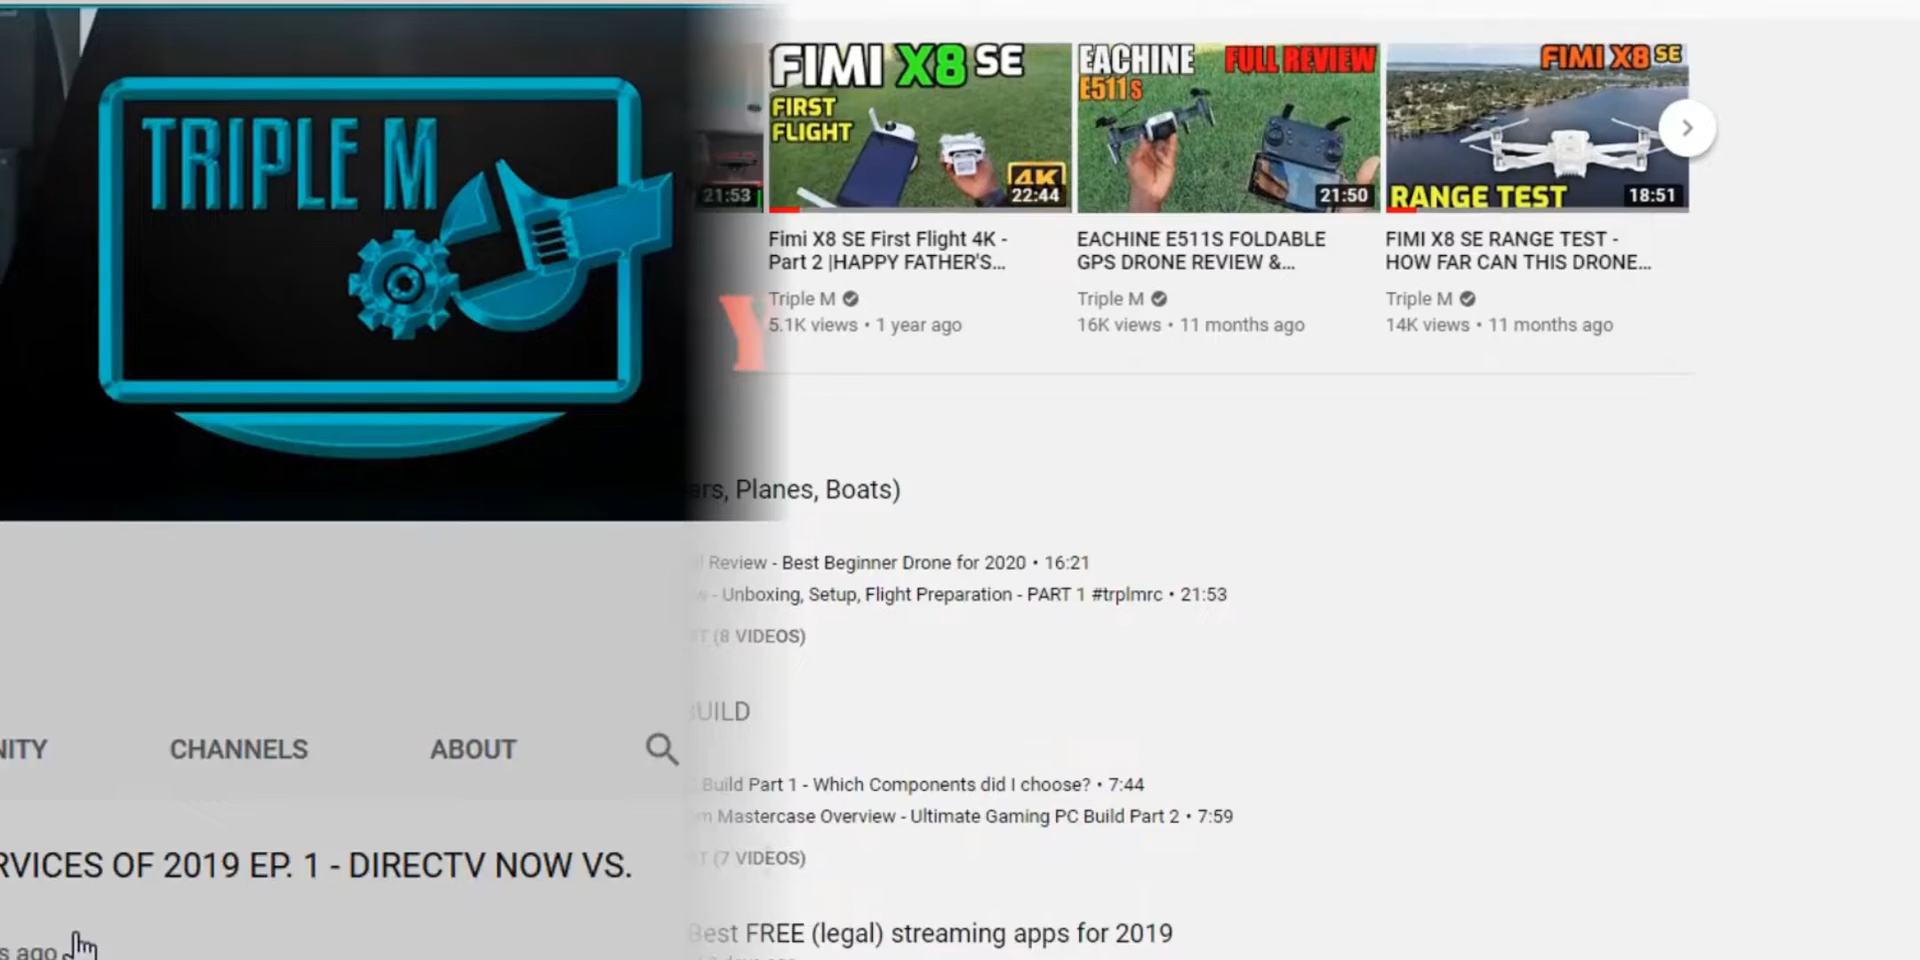 TRIPLE M
21:53
FIMI X8 SE
FIRST
FLIGHT
4K
22:44
EACHINE FULL REVIEW
E511S
21:50
FIMI X8 SE
RANGE TEST
18:51
Fimi X8 SE First Flight 4K -
Part 2 |HAPPY FATHER'S...
Triple M
5.1K views • 1 year ago
EACHINE E511S FOLDABLE
GPS DRONE REVIEW &...
Triple M
16K views • 11 months ago
FIMI X8 SE RANGE TEST -
HOW FAR CAN THIS DRONE...
Triple M
14K views • 11 months ago
Y
Planes, Boats)
Review - Best Beginner Drone for 2020 • 16:21
- Unboxing, Setup, Flight Preparation - PART 1 #trplmrc • 21:53
(8 VIDEOS)
CHANNELS ABOUT
Build Part 1 - Which Components did I choose? • 7:44
Mastercase Overview - Ultimate Gaming PC Build Part 2 • 7:59
(7 VIDEOS)
OF 2019 EP. 1 - DIRECTV NOW VS.
Best FREE (legal) streaming apps for 2019
ago